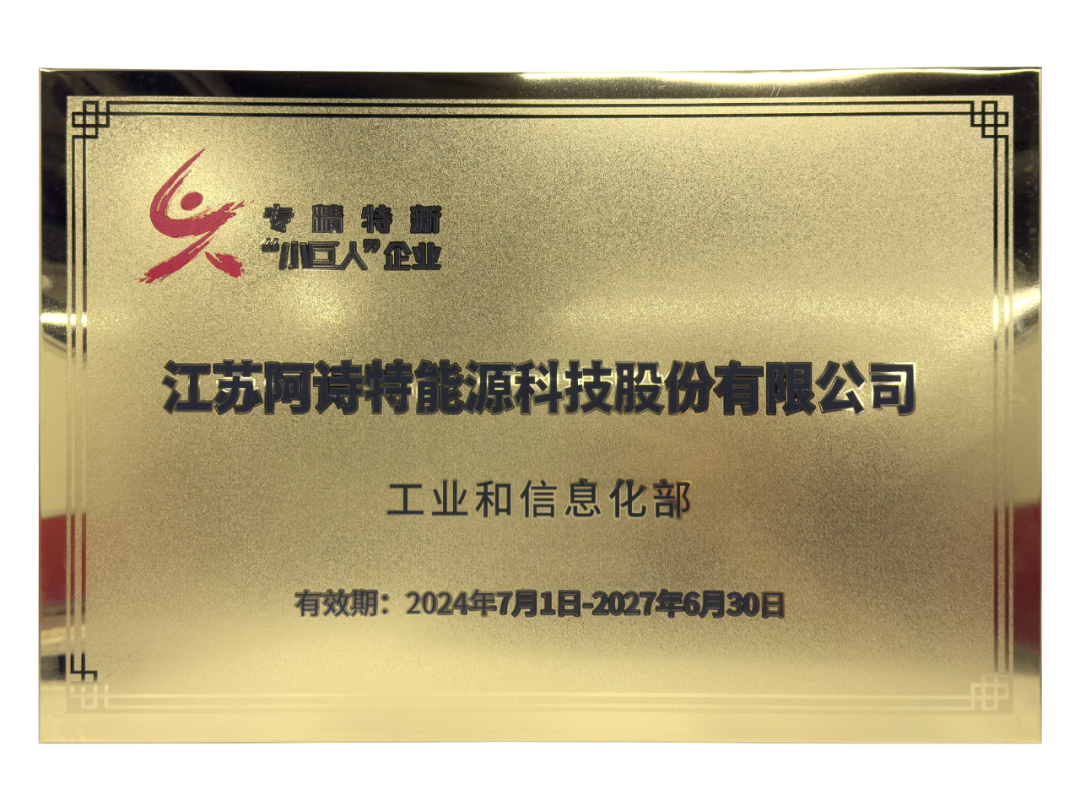 专精特新
“小巨人”企业
江苏阿诗特能源科技股份有限公司
工业和信息化部
有效期：2024年7月1日-2027年6月30日